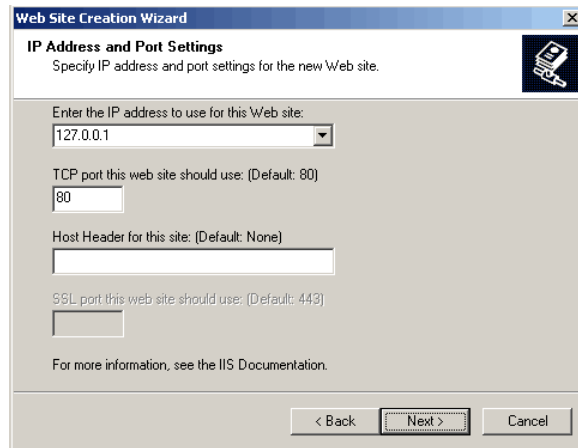 Web Site Creation Wizard
IP Address and Port Settings
Specify IP address and port settings for the new Web site.
Enter the IP address to use for this Web site:
127.0.0.1
TCP port this web site should use: (Default: 80)
80
Host Header for this site: (Default: None)
SSL port this web site should use: (Default: 443)
For more information, see the IIS Documentation.
< Back
Next >
Cancel